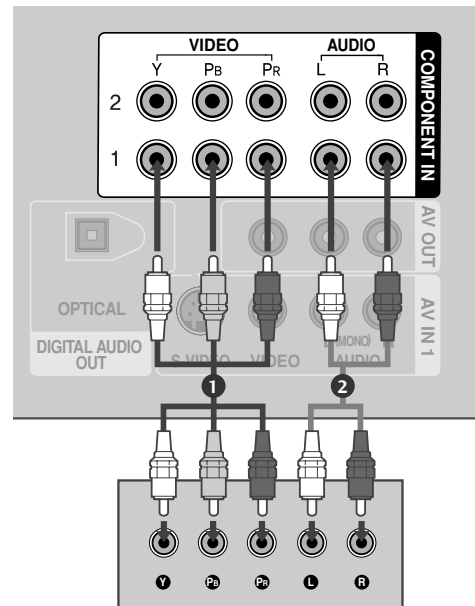 VIDEO AUDIO
Y PB PR L R
2
1
COMPONENT IN
AV OUT
AV IN 1
OPTICAL
DIGITAL AUDIO OUT
S-VIDEO VIDEO (MONO) AUDIO
1 2
Y PB PR L R